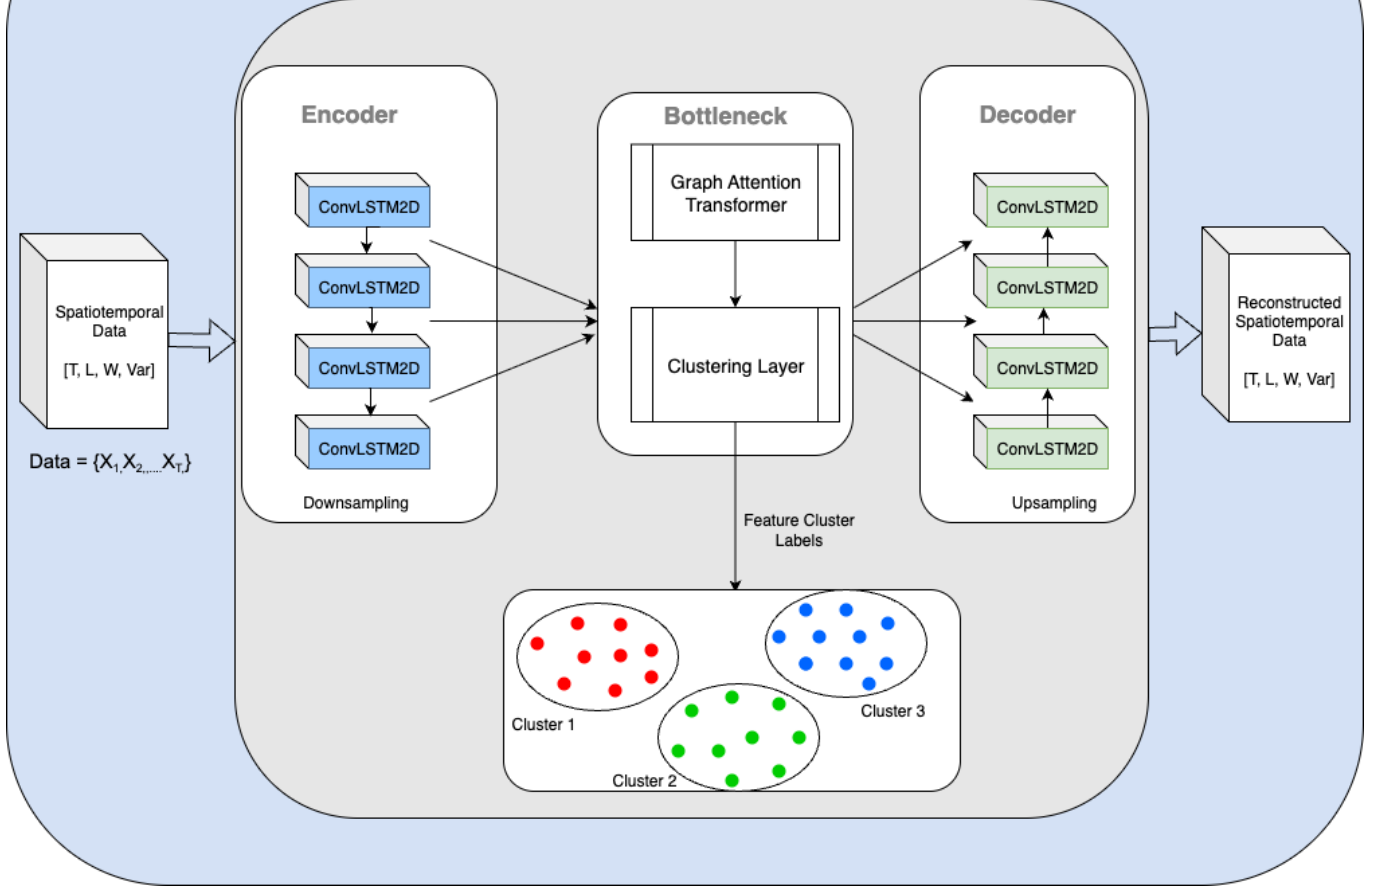 Encoder
Bottleneck
Decoder
ConvLSTM2D
ConvLSTM2D
ConvLSTM2D
ConvLSTM2D
Downsampling
Graph Attention
Transformer
Clustering Layer
ConvLSTM2D
ConvLSTM2D
ConvLSTM2D
ConvLSTM2D
Upsampling
Spatiotemporal
Data
[T, L, W, Var]
Data = {X1,X2,,....XT,}
Reconstructed
Spatiotemporal
Data
[T, L, W, Var]
Feature Cluster
Labels
Cluster 1
Cluster 2
Cluster 3